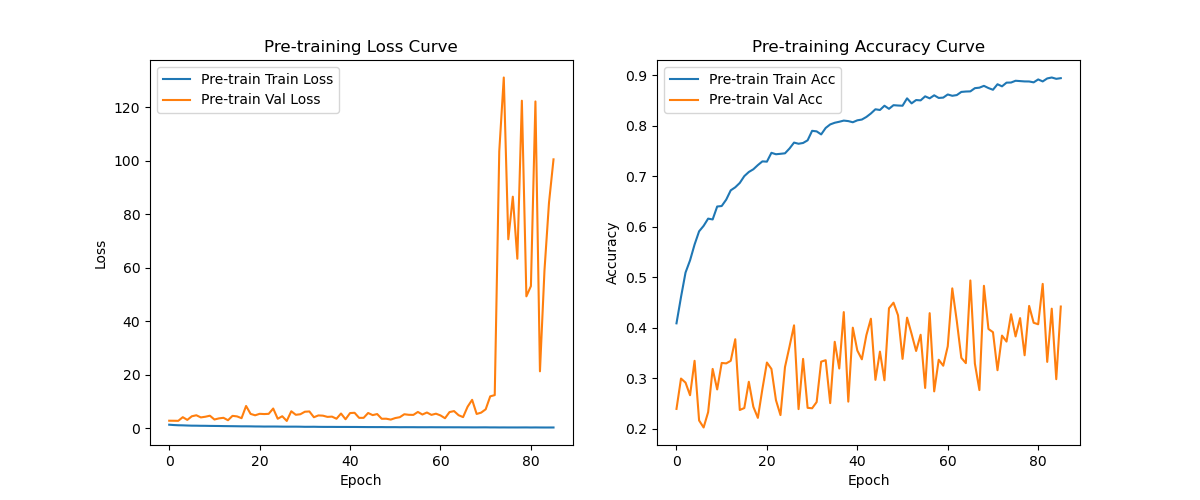 Pre-training Loss Curve
Pre-train Train Loss
Pre-train Val Loss
120
100
80
60
40
20
0
Loss
0 20 40 60 80
Epoch
Pre-training Accuracy Curve
Pre-train Train Acc
Pre-train Val Acc
0.9
0.8
0.7
0.6
0.5
0.4
0.3
0.2
Accuracy
0 20 40 60 80
Epoch